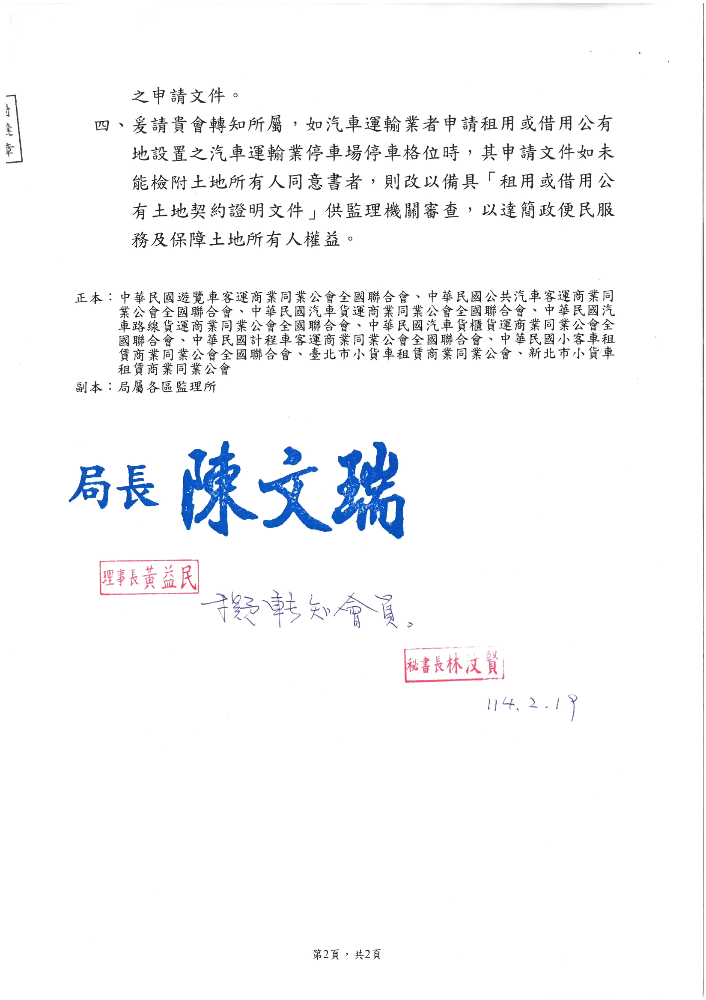 之申請文件。
四、爰請貴會轉知所屬，如汽車運輸業者申請租用或借用公有
地設置之汽車運輸業停車場停車格位時，其申請文件如未
能檢附土地所有人同意書者，則改以備具「租用或借用公
有土地契約證明文件」供監理機關審查，以達簡政便民服
務及保障土地所有人權益。
正本：中華民國遊覽車客運商業同業公會全國聯合會、中華民國公共汽車客運商業同
業公會全國聯合會、中華民國汽車貨運商業同業公會全國聯合會、中華民國汽
車路線貨運商業同業公會全國聯合會、中華民國汽車貨櫃貨運商業同業公會全
國聯合會、中華民國計程車客運商業同業公會全國聯合會、中華民國小客車租
賃商業同業公會全國聯合會、臺北市小貨車租賃商業同業公會、新北市小貨車
租賃商業同業公會
副本：局屬各區監理所
局長 陳文瑞
理事長黃益民
擬轉知會員。
秘書長林汶賢
114.2.19
第2頁，共2頁